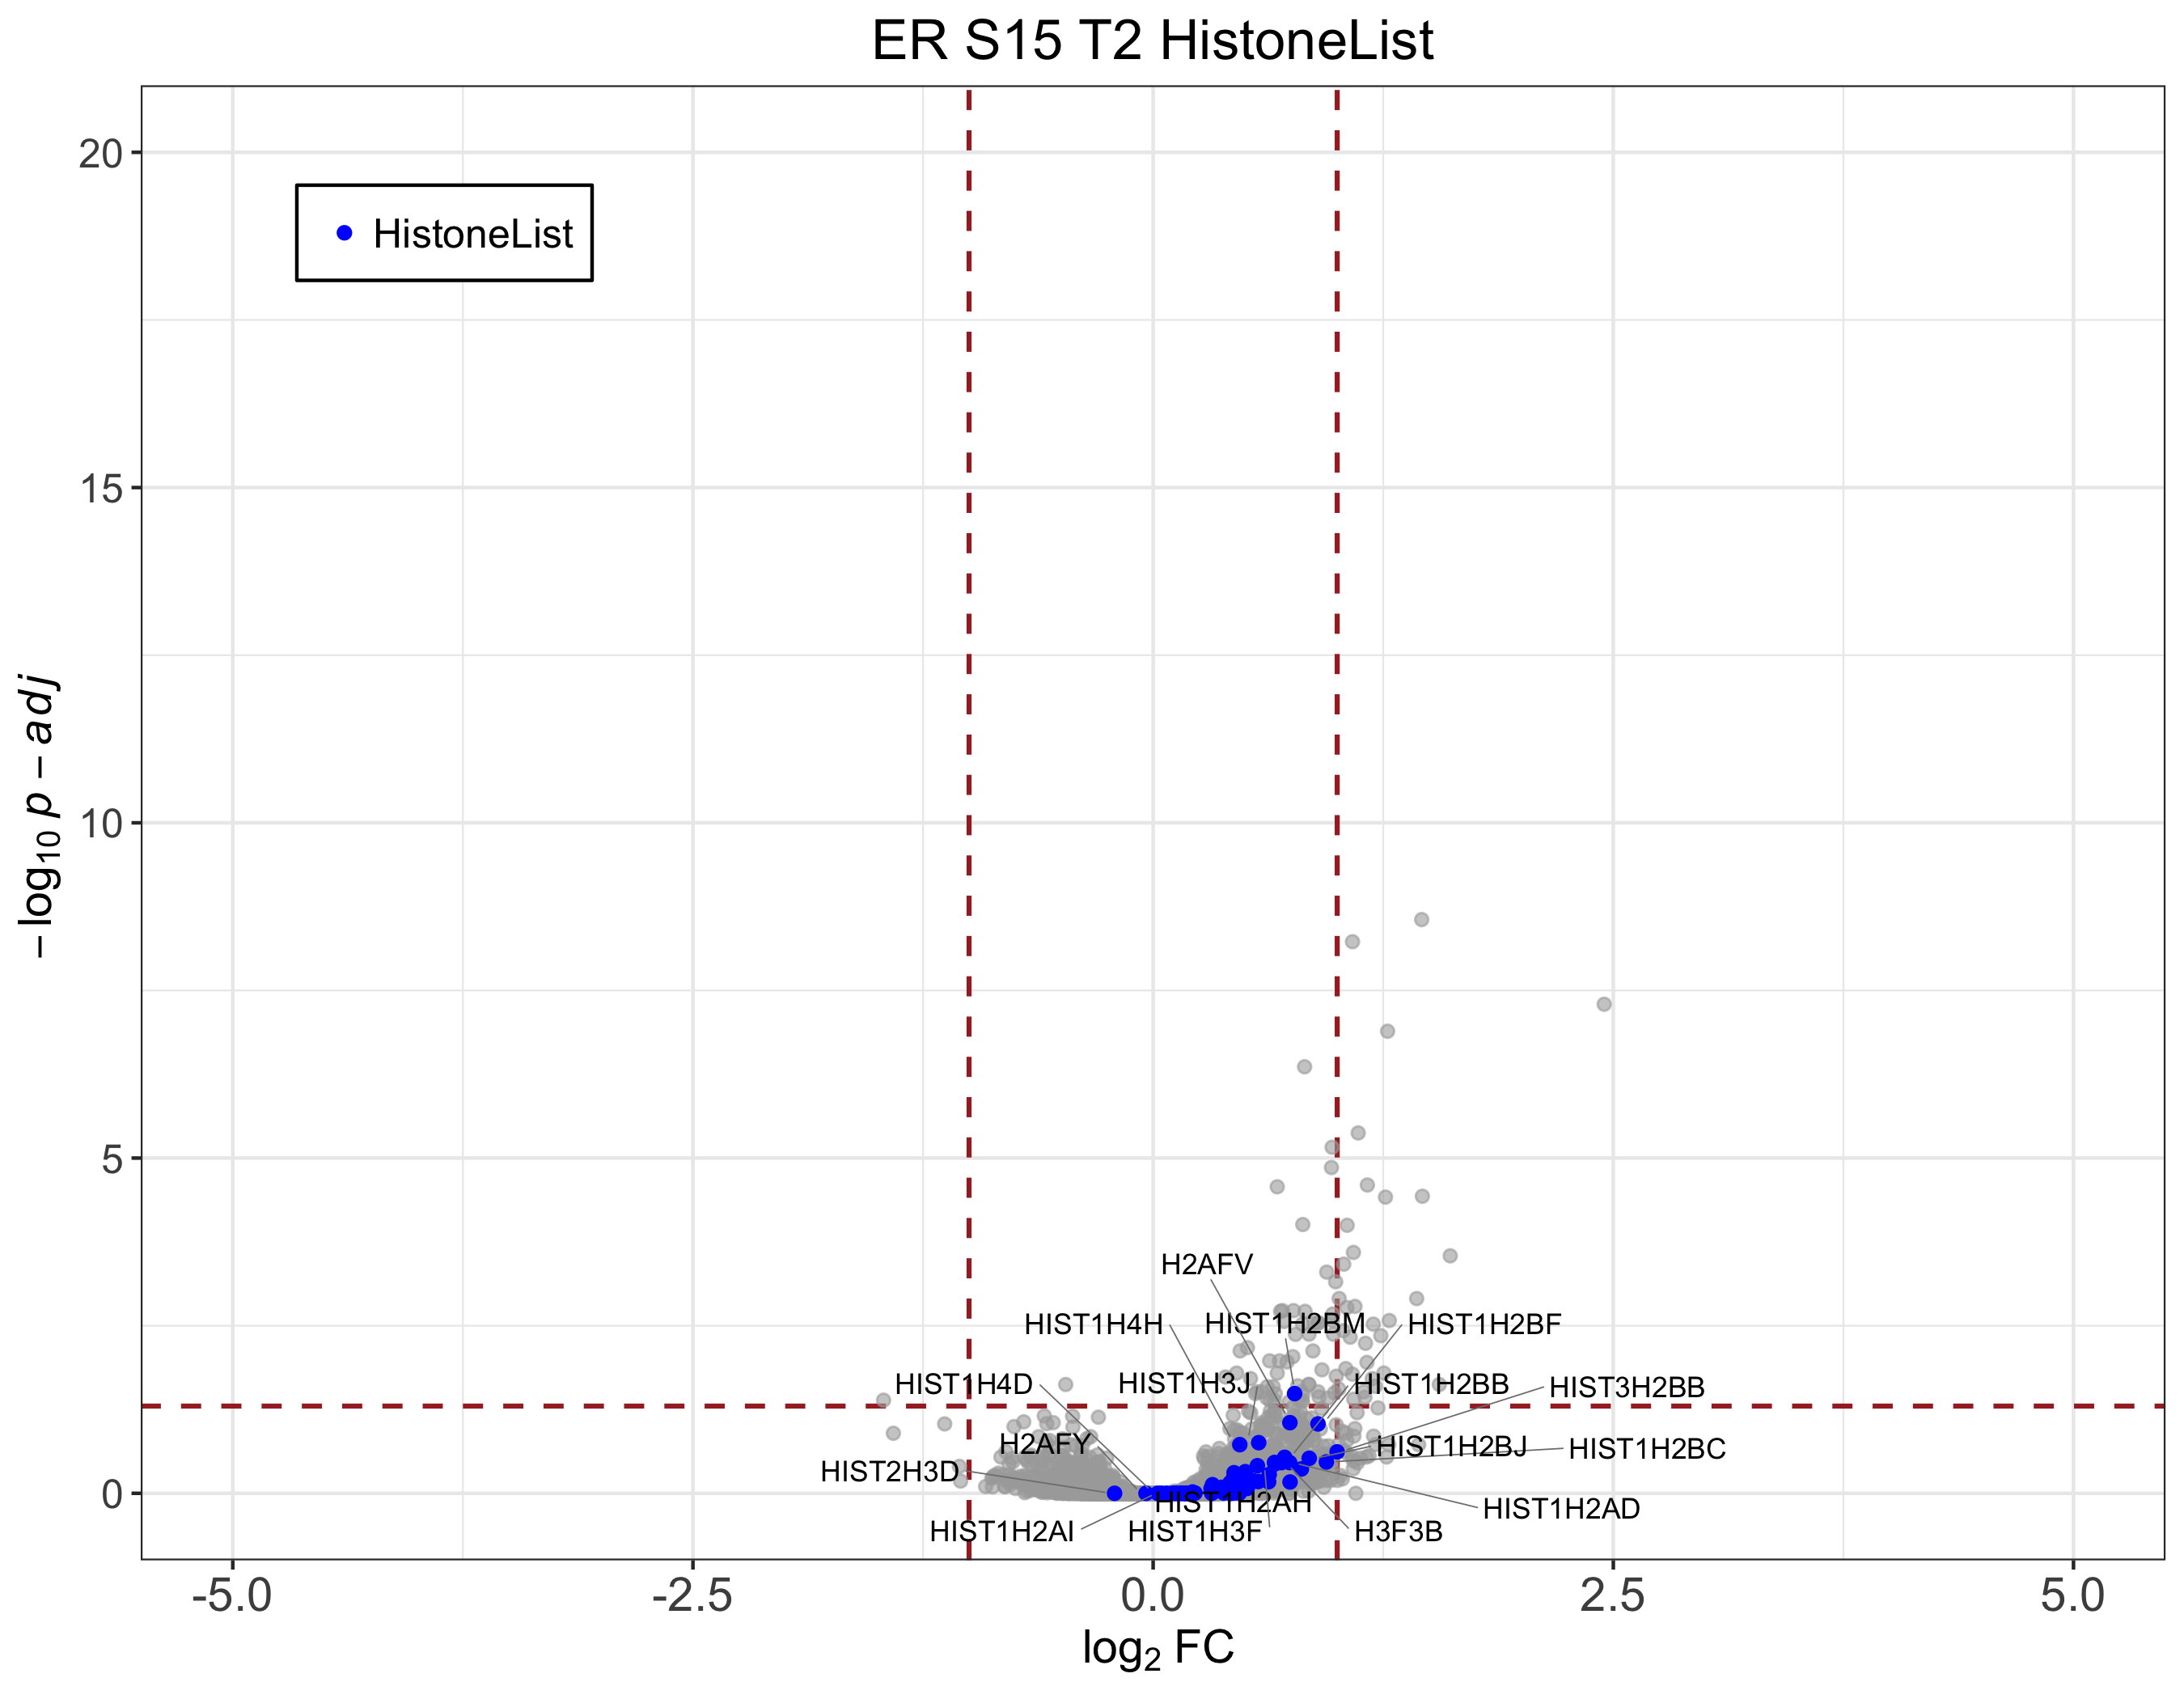 ER S15 T2 HistoneList
20
HistoneList
15
10
5
0
−log10 p − adj
H2AFV
HIST1H4H
HIST1H2BM
HIST1H2BF
HIST1H4D
HIST1H3J
HIST1H2BB
HIST3H2BB
H2AFY
HIST1H2BJ
HIST1H2BC
HIST2H3D
HIST1H2AH
HIST1H2AD
HIST1H2AI
HIST1H3F
H3F3B
-5.0
-2.5
0.0
2.5
5.0
log2 FC